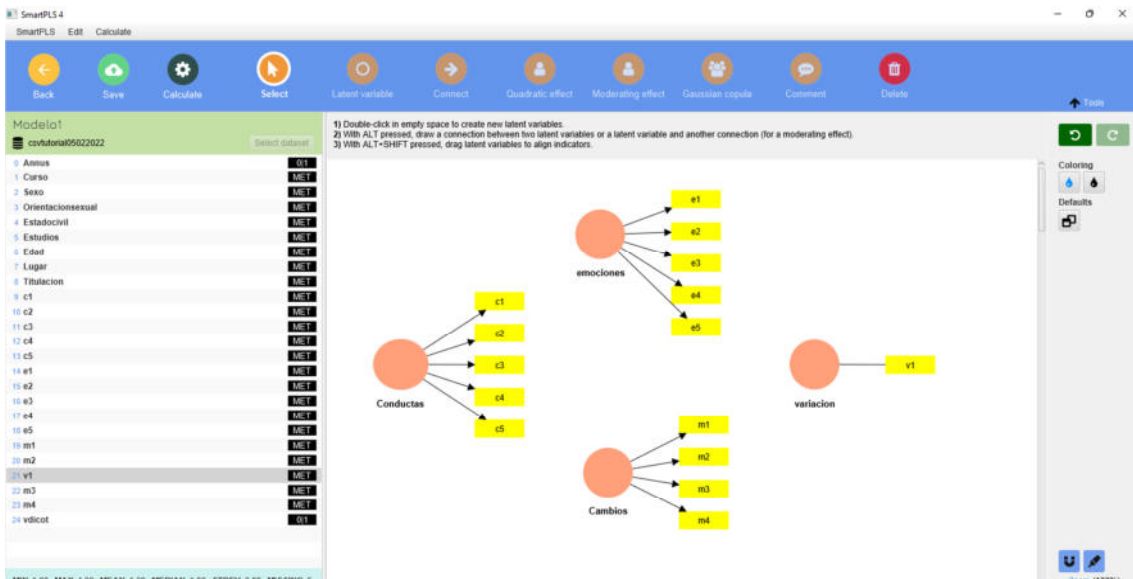 SmartPLS 4
SmartPLS Edit Calculate
Back Save Calculate Select Latent variable Connect Quadratic effect Moderating effect Gaussian copula Comment Delete
Tools
Modelo1
csvtutorial05022022 Select dataset
1) Double-click in empty space to create new latent variables.
2) With ALT pressed, draw a connection between two latent variables or a latent variable and another connection (for a moderating effect).
3) With ALT+SHIFT pressed, drag latent variables to align indicators.
0 Annus 0|1
1 Curso MET
2 Sexo MET
3 Orientacionsexual MET
4 Estadocivil MET
5 Estudios MET
6 Edad MET
7 Lugar MET
8 Titulacion MET
9 c1 MET
10 c2 MET
11 c3 MET
12 c4 MET
13 c5 MET
14 e1 MET
15 e2 MET
16 e3 MET
17 e4 MET
18 e5 MET
19 m1 MET
20 m2 MET
21 v1 MET
22 m3 MET
23 m4 MET
24 vdicot 0|1
emociones
e1
e2
e3
e4
e5
Conductas
c1
c2
c3
c4
c5
variacion
v1
Cambios
m1
m2
m3
m4
Coloring
Defaults